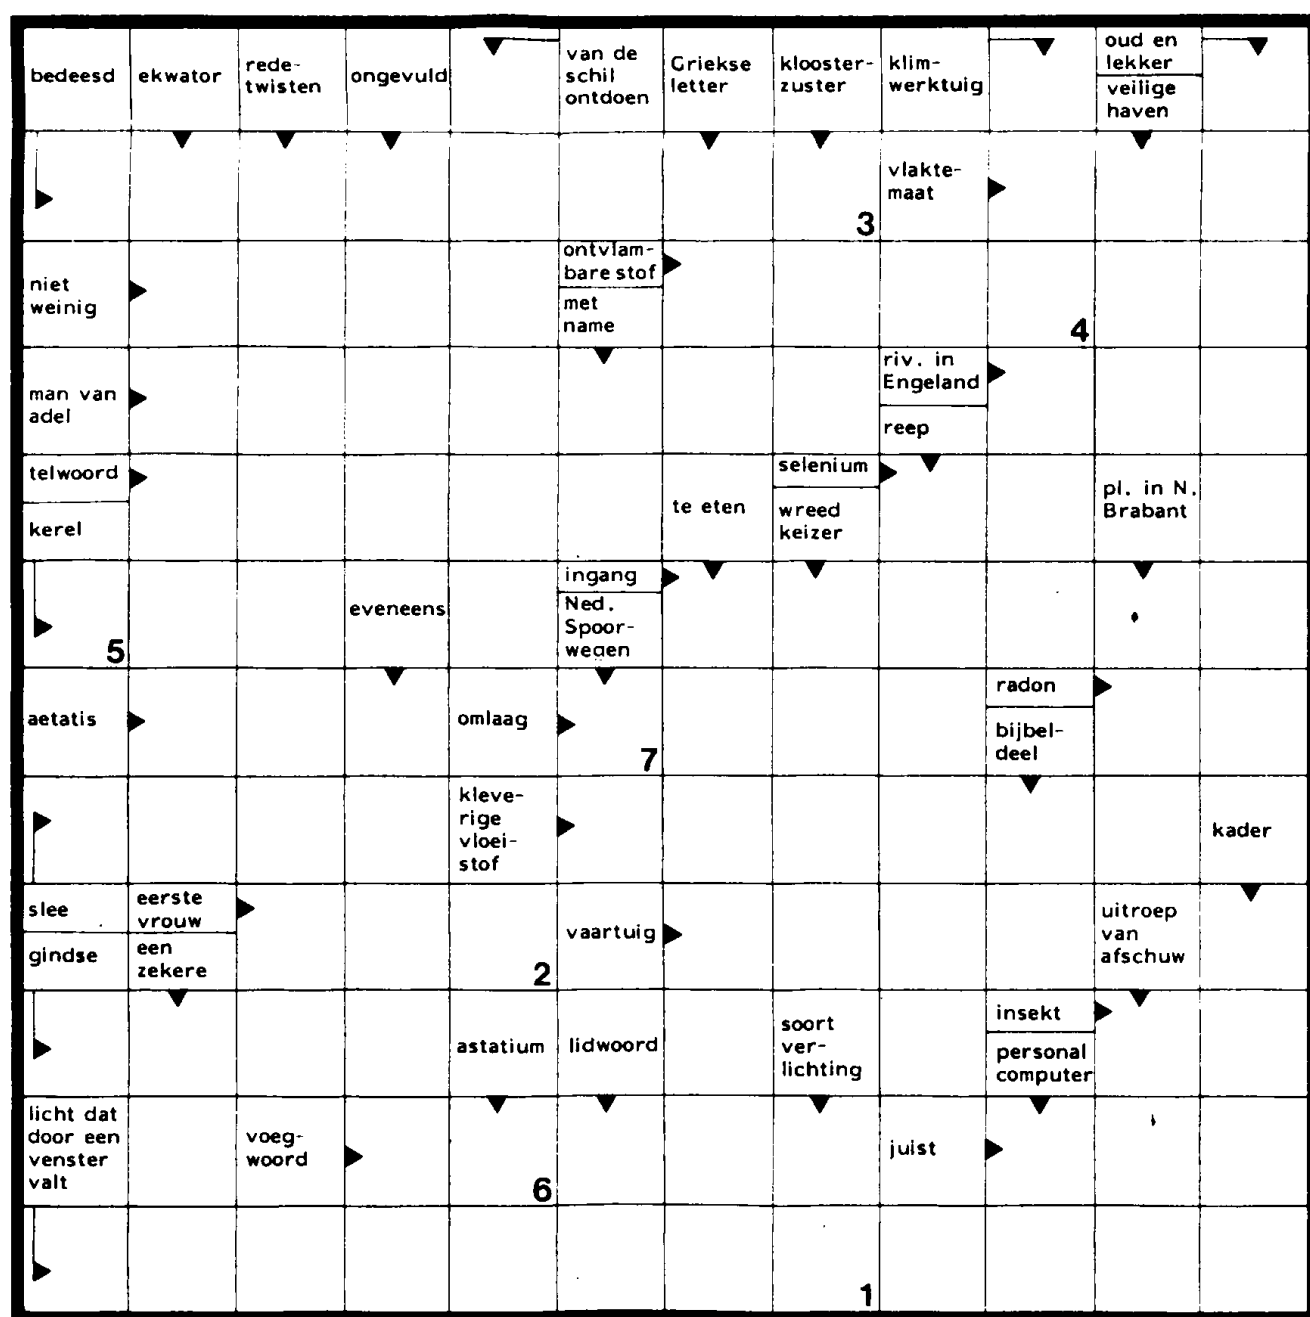 bedeesd
ekwator
rede-
twisten
ongevuld
van de
schil
ontdoen
Griekse
letter
klooster-
zuster
klim-
werktuig
oud en
lekker
veilige
haven
vlakte-
maat
3
niet
weinig
ontvlam-
bare stof
met
name
4
man van
adel
riv. in
Engeland
reep
telwoord
kerel
te eten
selenium
wreed
keizer
pl. in N.
Brabant
5
eveneens
ingang
Ned.
Spoor-
wegen
aetatis
omlaag
7
radon
bijbel-
deel
kleve-
rige
vloei-
stof
kader
slee
gindse
eerste
vrouw
een
zekere
2
vaartuig
uitroep
van
afschuw
astatium
lidwoord
soort
ver-
lichting
insekt
personal
computer
licht dat
door een
venster
valt
voeg-
woord
6
juist
1